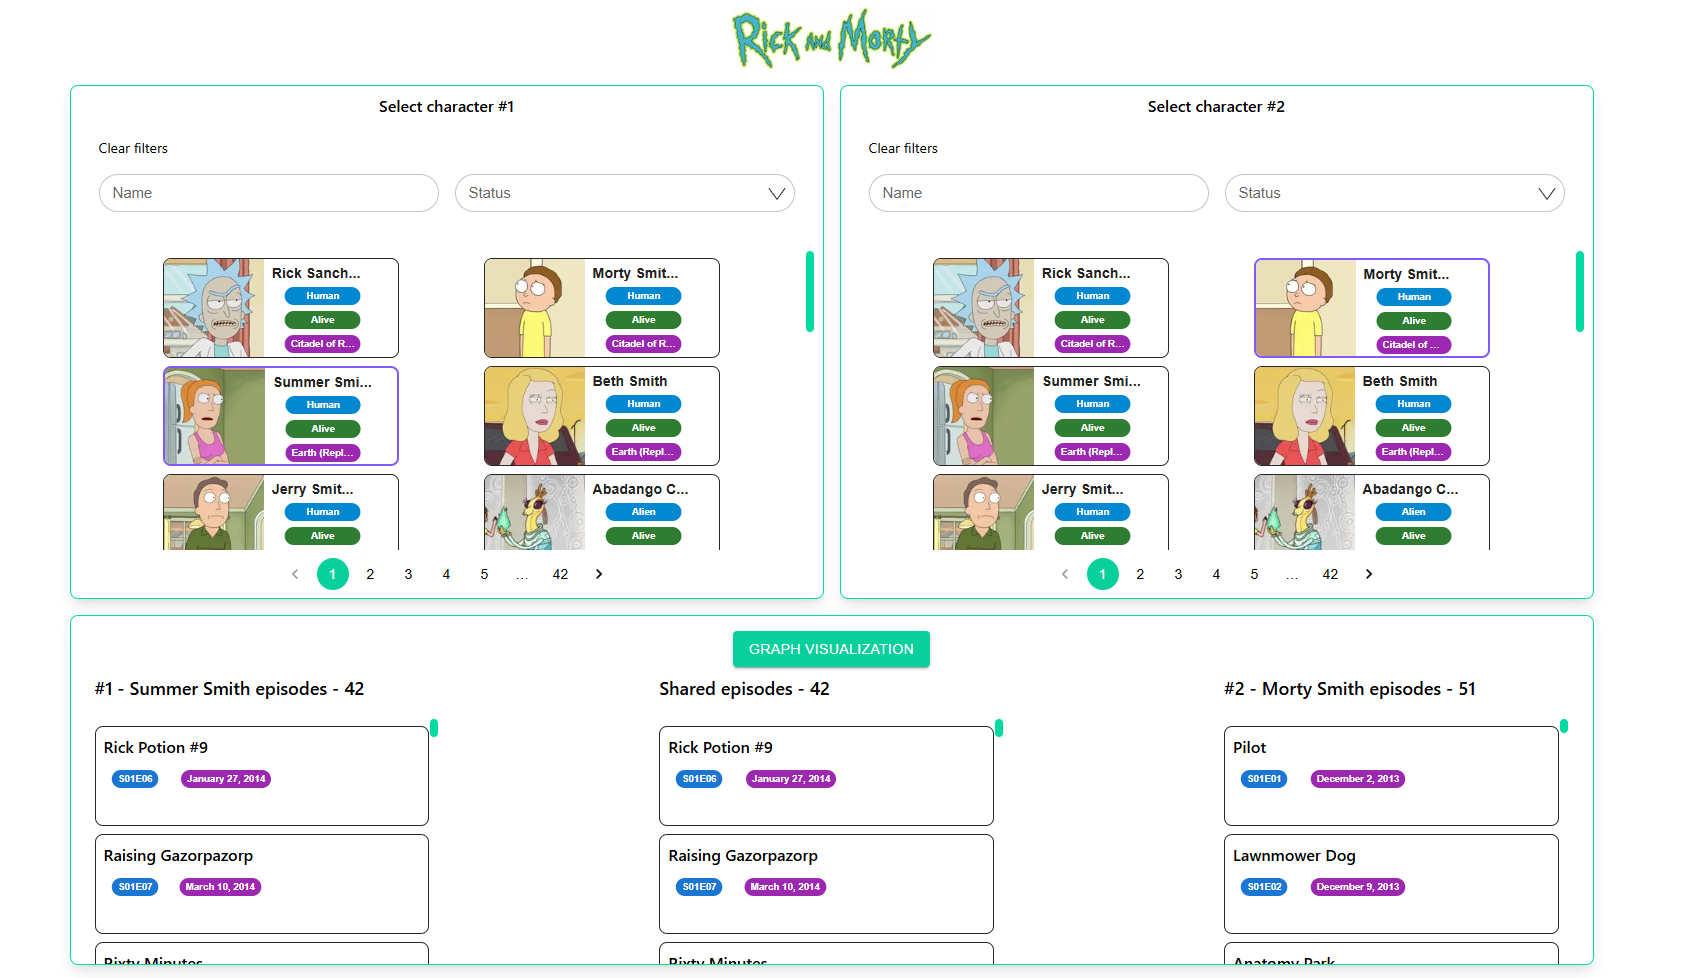 Rick and Morty
Select character #1
Clear filters
Name
Status
Rick Sanch...
Human
Alive
Citadel of R...
Morty Smit...
Human
Alive
Citadel of R...
Summer Smi...
Human
Alive
Earth (Repl...
Beth Smith
Human
Alive
Earth (Repl...
Jerry Smit...
Human
Alive
Abadango C...
Alien
Alive
1 2 3 4 5 ... 42
Select character #2
Clear filters
Name
Status
Rick Sanch...
Human
Alive
Citadel of R...
Morty Smit...
Human
Alive
Citadel of ...
Summer Smi...
Human
Alive
Earth (Repl...
Beth Smith
Human
Alive
Earth (Repl...
Jerry Smit...
Human
Alive
Abadango C...
Alien
Alive
1 2 3 4 5 ... 42
GRAPH VISUALIZATION
#1 - Summer Smith episodes - 42
Rick Potion #9
S01E06 January 27, 2014
Raising Gazorpazorp
S01E07 March 10, 2014
Rixty Minutes
Shared episodes - 42
Rick Potion #9
S01E06 January 27, 2014
Raising Gazorpazorp
S01E07 March 10, 2014
Rixty Minutes
#2 - Morty Smith episodes - 51
Pilot
S01E01 December 2, 2013
Lawnmower Dog
S01E02 December 9, 2013
Anatomy Park